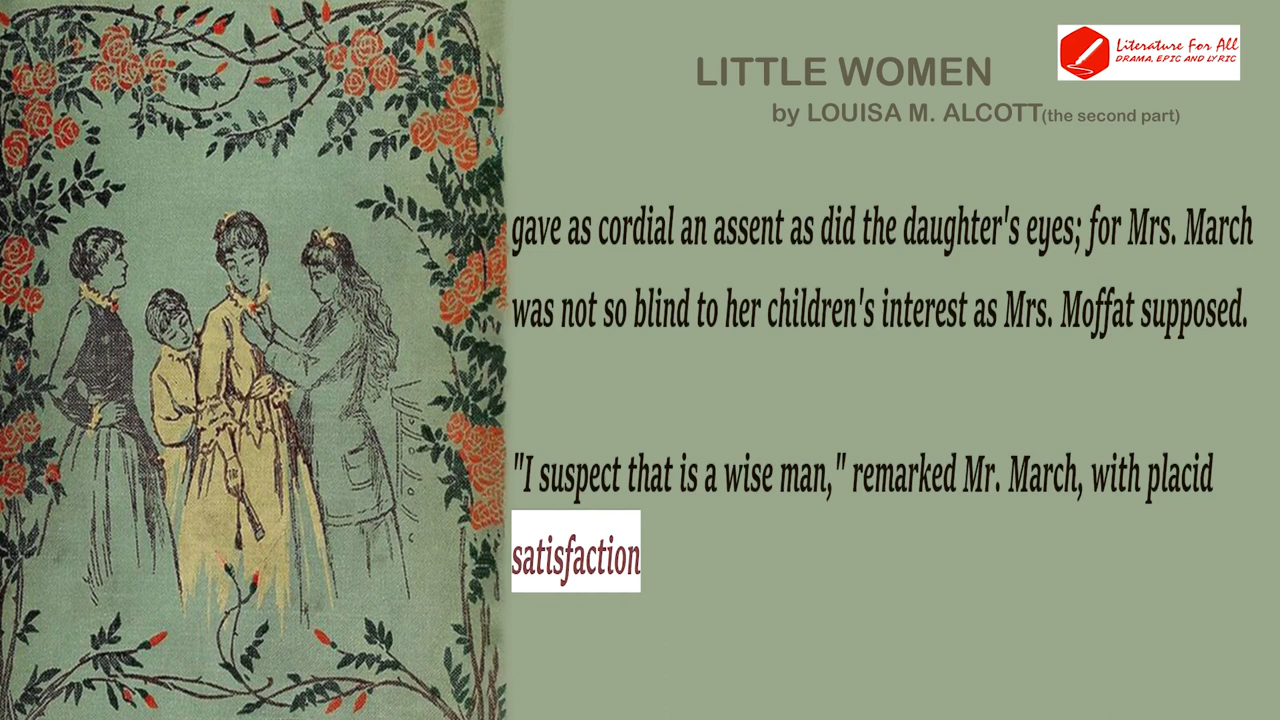 LITTLE WOMEN
by LOUISA M. ALCOTT(the second part)
Literature For All
DRAMA, EPIC AND LYRIC
gave as cordial an assent as did the daughter's eyes; for Mrs. March
was not so blind to her children's interest as Mrs. Moffat supposed.
"I suspect that is a wise man," remarked Mr. March, with placid
satisfaction